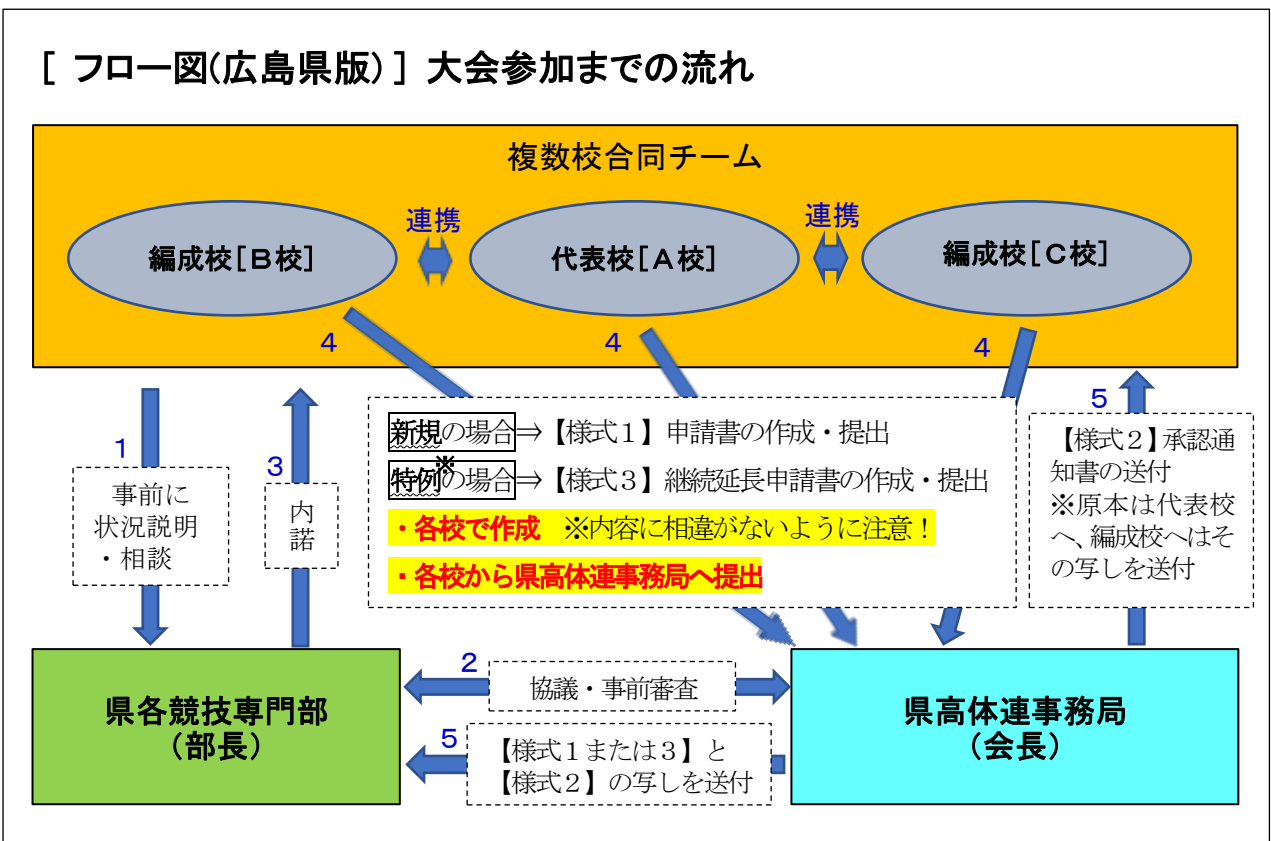 [ フロー図(広島県版) ] 大会参加までの流れ
複数校合同チーム
編成校[B校]
連携
代表校[A校]
連携
編成校[C校]
4
4
4
1
事前に
状況説明
・相談
3
内
諾
新規の場合⇒【様式１】申請書の作成・提出
特例※の場合⇒【様式３】継続延長申請書の作成・提出
・各校で作成　※内容に相違がないように注意！
・各校から県高体連事務局へ提出
5
【様式２】承認通
知書の送付
※原本は代表校
へ、編成校へはそ
の写しを送付
県各競技専門部
（部長）
2
協議・事前審査
5
【様式１または３】と
【様式２】の写しを送付
県高体連事務局
（会長）